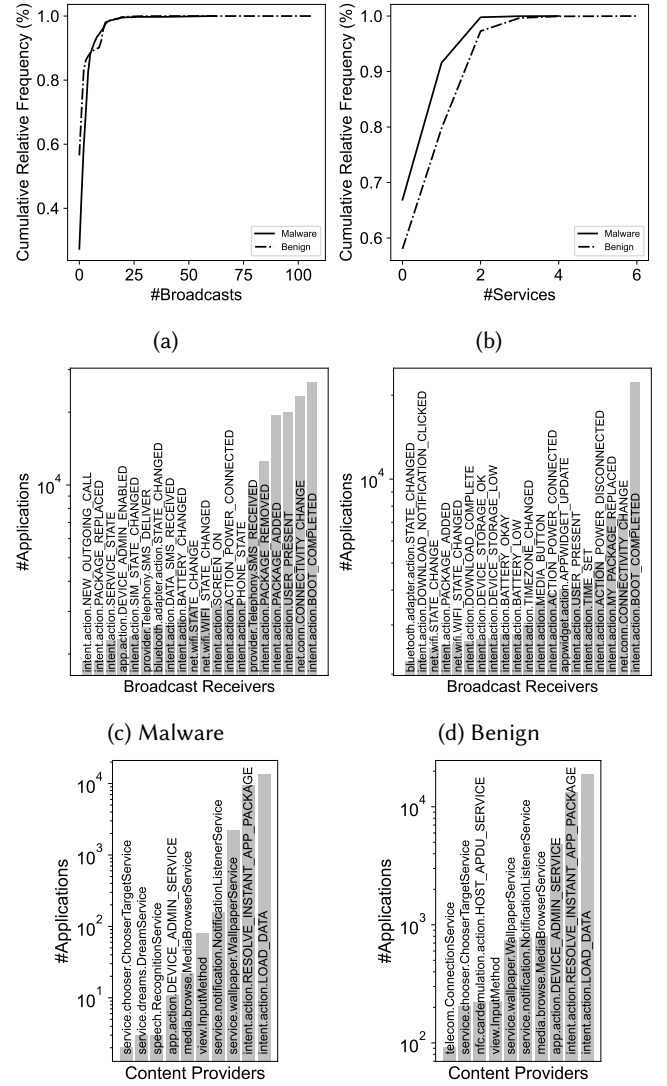 Cumulative Relative Frequency (%)
1.0
0.8
0.6
0.4
0
25
50
75
100
#Broadcasts
Malware
Benign
(a)
Cumulative Relative Frequency (%)
1.0
0.9
0.8
0.7
0.6
0
2
4
6
#Services
Malware
Benign
(b)
#Applications
10^4
intent.action.NEW_OUTGOING_CALL
intent.action.PACKAGE_REPLACED
intent.action.SERVICE_STATE
app.action.DEVICE_ADMIN_ENABLED
intent.action.SIM_STATE_CHANGED
provider.Telephony.SMS_DELIVER
bluetooth.adapter.action.STATE_CHANGED
intent.action.DATA_SMS_RECEIVED
intent.action.BATTERY_CHANGED
net.wifi.STATE_CHANGE
net.wifi.WIFI_STATE_CHANGED
intent.action.SCREEN_ON
intent.action.ACTION_POWER_CONNECTED
intent.action.PHONE_STATE
provider.Telephony.SMS_RECEIVED
intent.action.PACKAGE_REMOVED
intent.action.PACKAGE_ADDED
intent.action.USER_PRESENT
net.conn.CONNECTIVITY_CHANGE
intent.action.BOOT_COMPLETED
Broadcast Receivers
(c) Malware
#Applications
10^4
bluetooth.adapter.action.STATE_CHANGED
intent.action.DOWNLOAD_NOTIFICATION_CLICKED
net.wifi.STATE_CHANGE
intent.action.PACKAGE_ADDED
net.wifi.WIFI_STATE_CHANGED
intent.action.DOWNLOAD_COMPLETE
intent.action.DEVICE_STORAGE_OK
intent.action.DEVICE_STORAGE_LOW
intent.action.BATTERY_OKAY
intent.action.BATTERY_LOW
intent.action.TIMEZONE_CHANGED
intent.action.MEDIA_BUTTON
intent.action.ACTION_POWER_CONNECTED
appwidget.action.APPWIDGET_UPDATE
intent.action.USER_PRESENT
intent.action.TIME_SET
intent.action.ACTION_POWER_DISCONNECTED
intent.action.MY_PACKAGE_REPLACED
net.conn.CONNECTIVITY_CHANGE
intent.action.BOOT_COMPLETED
Broadcast Receivers
(d) Benign
#Applications
10^4
10^3
10^2
10^1
service.chooser.ChooserTargetService
service.dreams.DreamService
speech.RecognitionService
app.action.DEVICE_ADMIN_SERVICE
media.browse.MediaBrowserService
view.InputMethod
service.notification.NotificationListenerService
service.wallpaper.WallpaperService
intent.action.RESOLVE_INSTANT_APP_PACKAGE
intent.action.LOAD_DATA
Content Providers
#Applications
10^4
10^3
10^2
telecom.ConnectionService
service.chooser.ChooserTargetService
nfc.cardemulation.action.HOST_APDU_SERVICE
view.InputMethod
service.wallpaper.WallpaperService
service.notification.NotificationListenerService
media.browse.MediaBrowserService
app.action.DEVICE_ADMIN_SERVICE
intent.action.RESOLVE_INSTANT_APP_PACKAGE
intent.action.LOAD_DATA
Content Providers